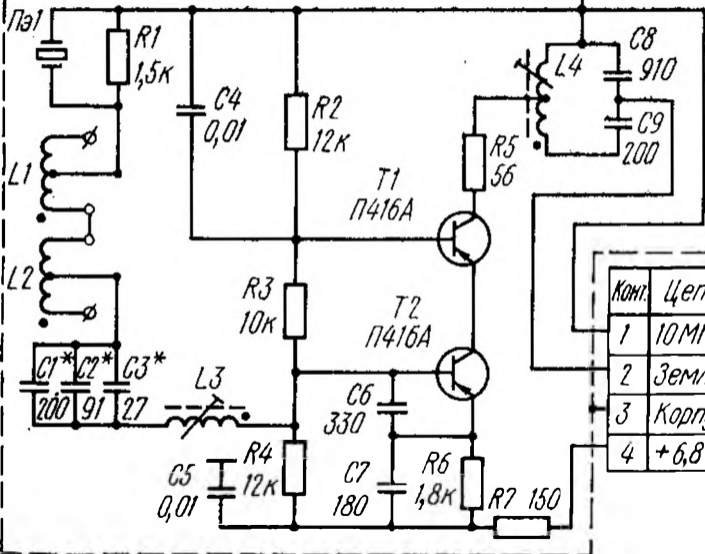 Пэ1
R1
1,5к
C4
0,01
R2
12к
L4
C8
910
C9
200
R5
56
L1
T1
П416А
L2
R3
10к
T2
П416А
Конт.
1 10МГ
2
3
4 +6,8
C1*
200
C2*
91
C3*
27
L3
C6
330
C5
0,01
R4
12к
C7
180
R6
1,8к
R7 150